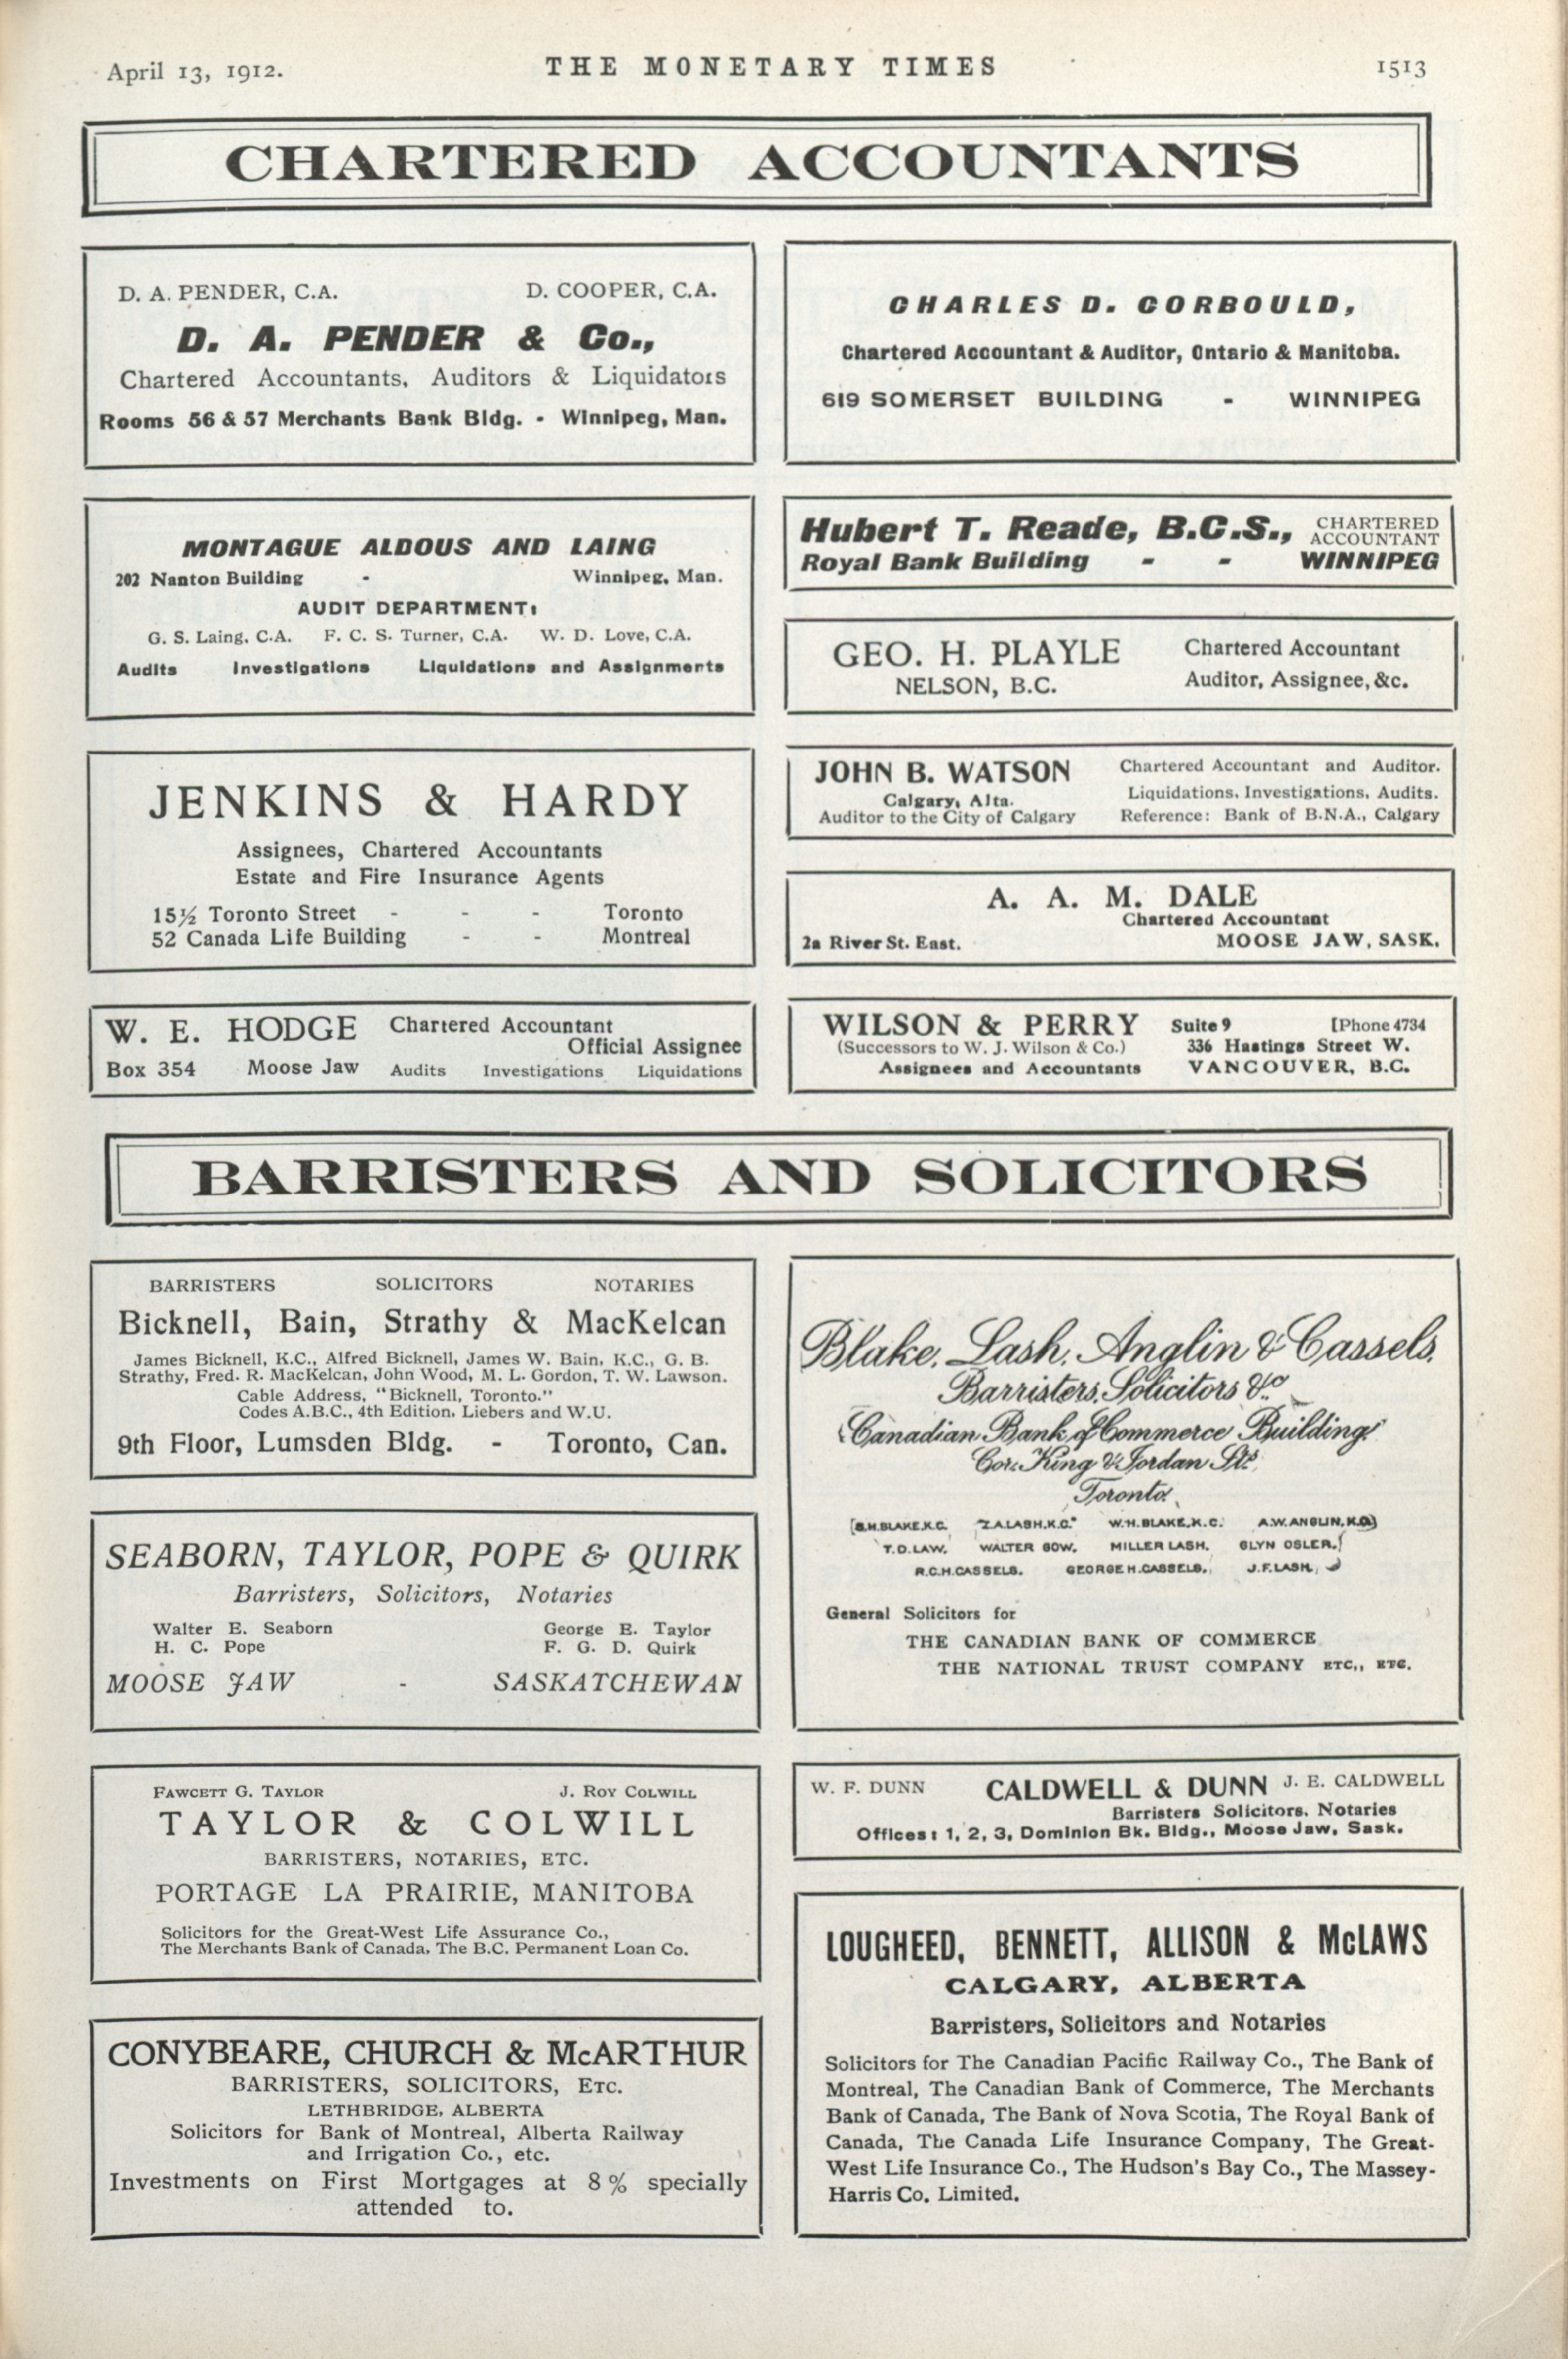 April 13, 1912.
THE MONETARY TIMES
1513
CHARTERED ACCOUNTANTS
D. A. PENDER, C.A. D. COOPER, C.A.
D. A. PENDER & Co.,
Chartered Accountants, Auditors & Liquidators
Rooms 56 & 57 Merchants Bank Bldg. - Winnipeg, Man.
CHARLES D. CORBOULD,
Chartered Accountant & Auditor, Ontario & Manitoba.
619 SOMERSET BUILDING - WINNIPEG
MONTAGUE ALDOUS AND LAING
202 Nanton Building - Winnipeg, Man.
AUDIT DEPARTMENT:
G. S. Laing, C.A. F. C. S. Turner, C.A. W. D. Love, C.A.
Audits Investigations Liquidations and Assignments
Hubert T. Reade, B.C.S., CHARTERED ACCOUNTANT
Royal Bank Building - - WINNIPEG
GEO. H. PLAYLE Chartered Accountant
NELSON, B.C. Auditor, Assignee, &c.
JENKINS & HARDY
Assignees, Chartered Accountants
Estate and Fire Insurance Agents
15½ Toronto Street - - - Toronto
52 Canada Life Building - - Montreal
JOHN B. WATSON Chartered Accountant and Auditor.
Calgary, Alta. Liquidations, Investigations, Audits.
Auditor to the City of Calgary Reference: Bank of B.N.A., Calgary
A. A. M. DALE
Chartered Accountant
2a River St. East. MOOSE JAW, SASK.
W. E. HODGE Chartered Accountant
Official Assignee
Box 354 Moose Jaw Audits Investigations Liquidations
WILSON & PERRY Suite 9 [Phone 4734
(Successors to W. J. Wilson & Co.) 336 Hastings Street W.
Assignees and Accountants VANCOUVER, B.C.
BARRISTERS AND SOLICITORS
BARRISTERS SOLICITORS NOTARIES
Bicknell, Bain, Strathy & MacKelcan
James Bicknell, K.C., Alfred Bicknell, James W. Bain, K.C., G. B.
Strathy, Fred. R. MacKelcan, John Wood, M. L. Gordon, T. W. Lawson.
Cable Address, "Bicknell, Toronto."
Codes A.B.C., 4th Edition, Liebers and W.U.
9th Floor, Lumsden Bldg. - Toronto, Can.
SEABORN, TAYLOR, POPE & QUIRK
Barristers, Solicitors, Notaries
Walter E. Seaborn George E. Taylor
H. C. Pope F. G. D. Quirk
MOOSE JAW - SASKATCHEWAN
Blake, Lash, Anglin & Cassels,
Barristers, Solicitors &c
Canadian Bank of Commerce Building,
Cor. King & Jordan Sts.
Toronto.
S.H.BLAKE.K.C. Z.A.LASH.K.C. W.H.BLAKE.K.C. A.W.ANGLIN.K.C.
T.D.LAW. WALTER GOW. MILLER LASH. GLYN OSLER.
R.C.H.CASSELS. GEORGE H.CASSELS. J.F.LASH.
General Solicitors for
THE CANADIAN BANK OF COMMERCE
THE NATIONAL TRUST COMPANY ETC., ETC.
FAWCETT G. TAYLOR J. ROY COLWILL
TAYLOR & COLWILL
BARRISTERS, NOTARIES, ETC.
PORTAGE LA PRAIRIE, MANITOBA
Solicitors for the Great-West Life Assurance Co.,
The Merchants Bank of Canada, The B.C. Permanent Loan Co.
W. F. DUNN CALDWELL & DUNN J. E. CALDWELL
Barristers Solicitors, Notaries
Offices: 1, 2, 3, Dominion Bk. Bldg., Moose Jaw, Sask.
CONYBEARE, CHURCH & McARTHUR
BARRISTERS, SOLICITORS, ETC.
LETHBRIDGE, ALBERTA
Solicitors for Bank of Montreal, Alberta Railway
and Irrigation Co., etc.
Investments on First Mortgages at 8 % specially
attended to.
LOUGHEED, BENNETT, ALLISON & McLAWS
CALGARY, ALBERTA
Barristers, Solicitors and Notaries
Solicitors for The Canadian Pacific Railway Co., The Bank of
Montreal, The Canadian Bank of Commerce, The Merchants
Bank of Canada, The Bank of Nova Scotia, The Royal Bank of
Canada, The Canada Life Insurance Company, The Great-
West Life Insurance Co., The Hudson's Bay Co., The Massey-
Harris Co. Limited.